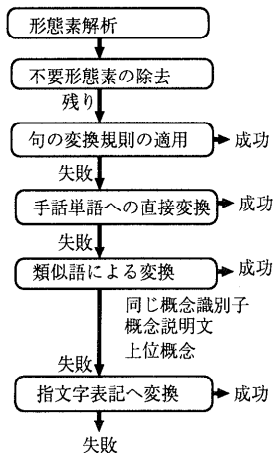 形態素解析
不要形態素の除去
残り
句の変換規則の適用
成功
失敗
手話単語への直接変換
成功
失敗
類似語による変換
成功
同じ概念識別子
概念説明文
上位概念
失敗
指文字表記へ変換
成功
失敗